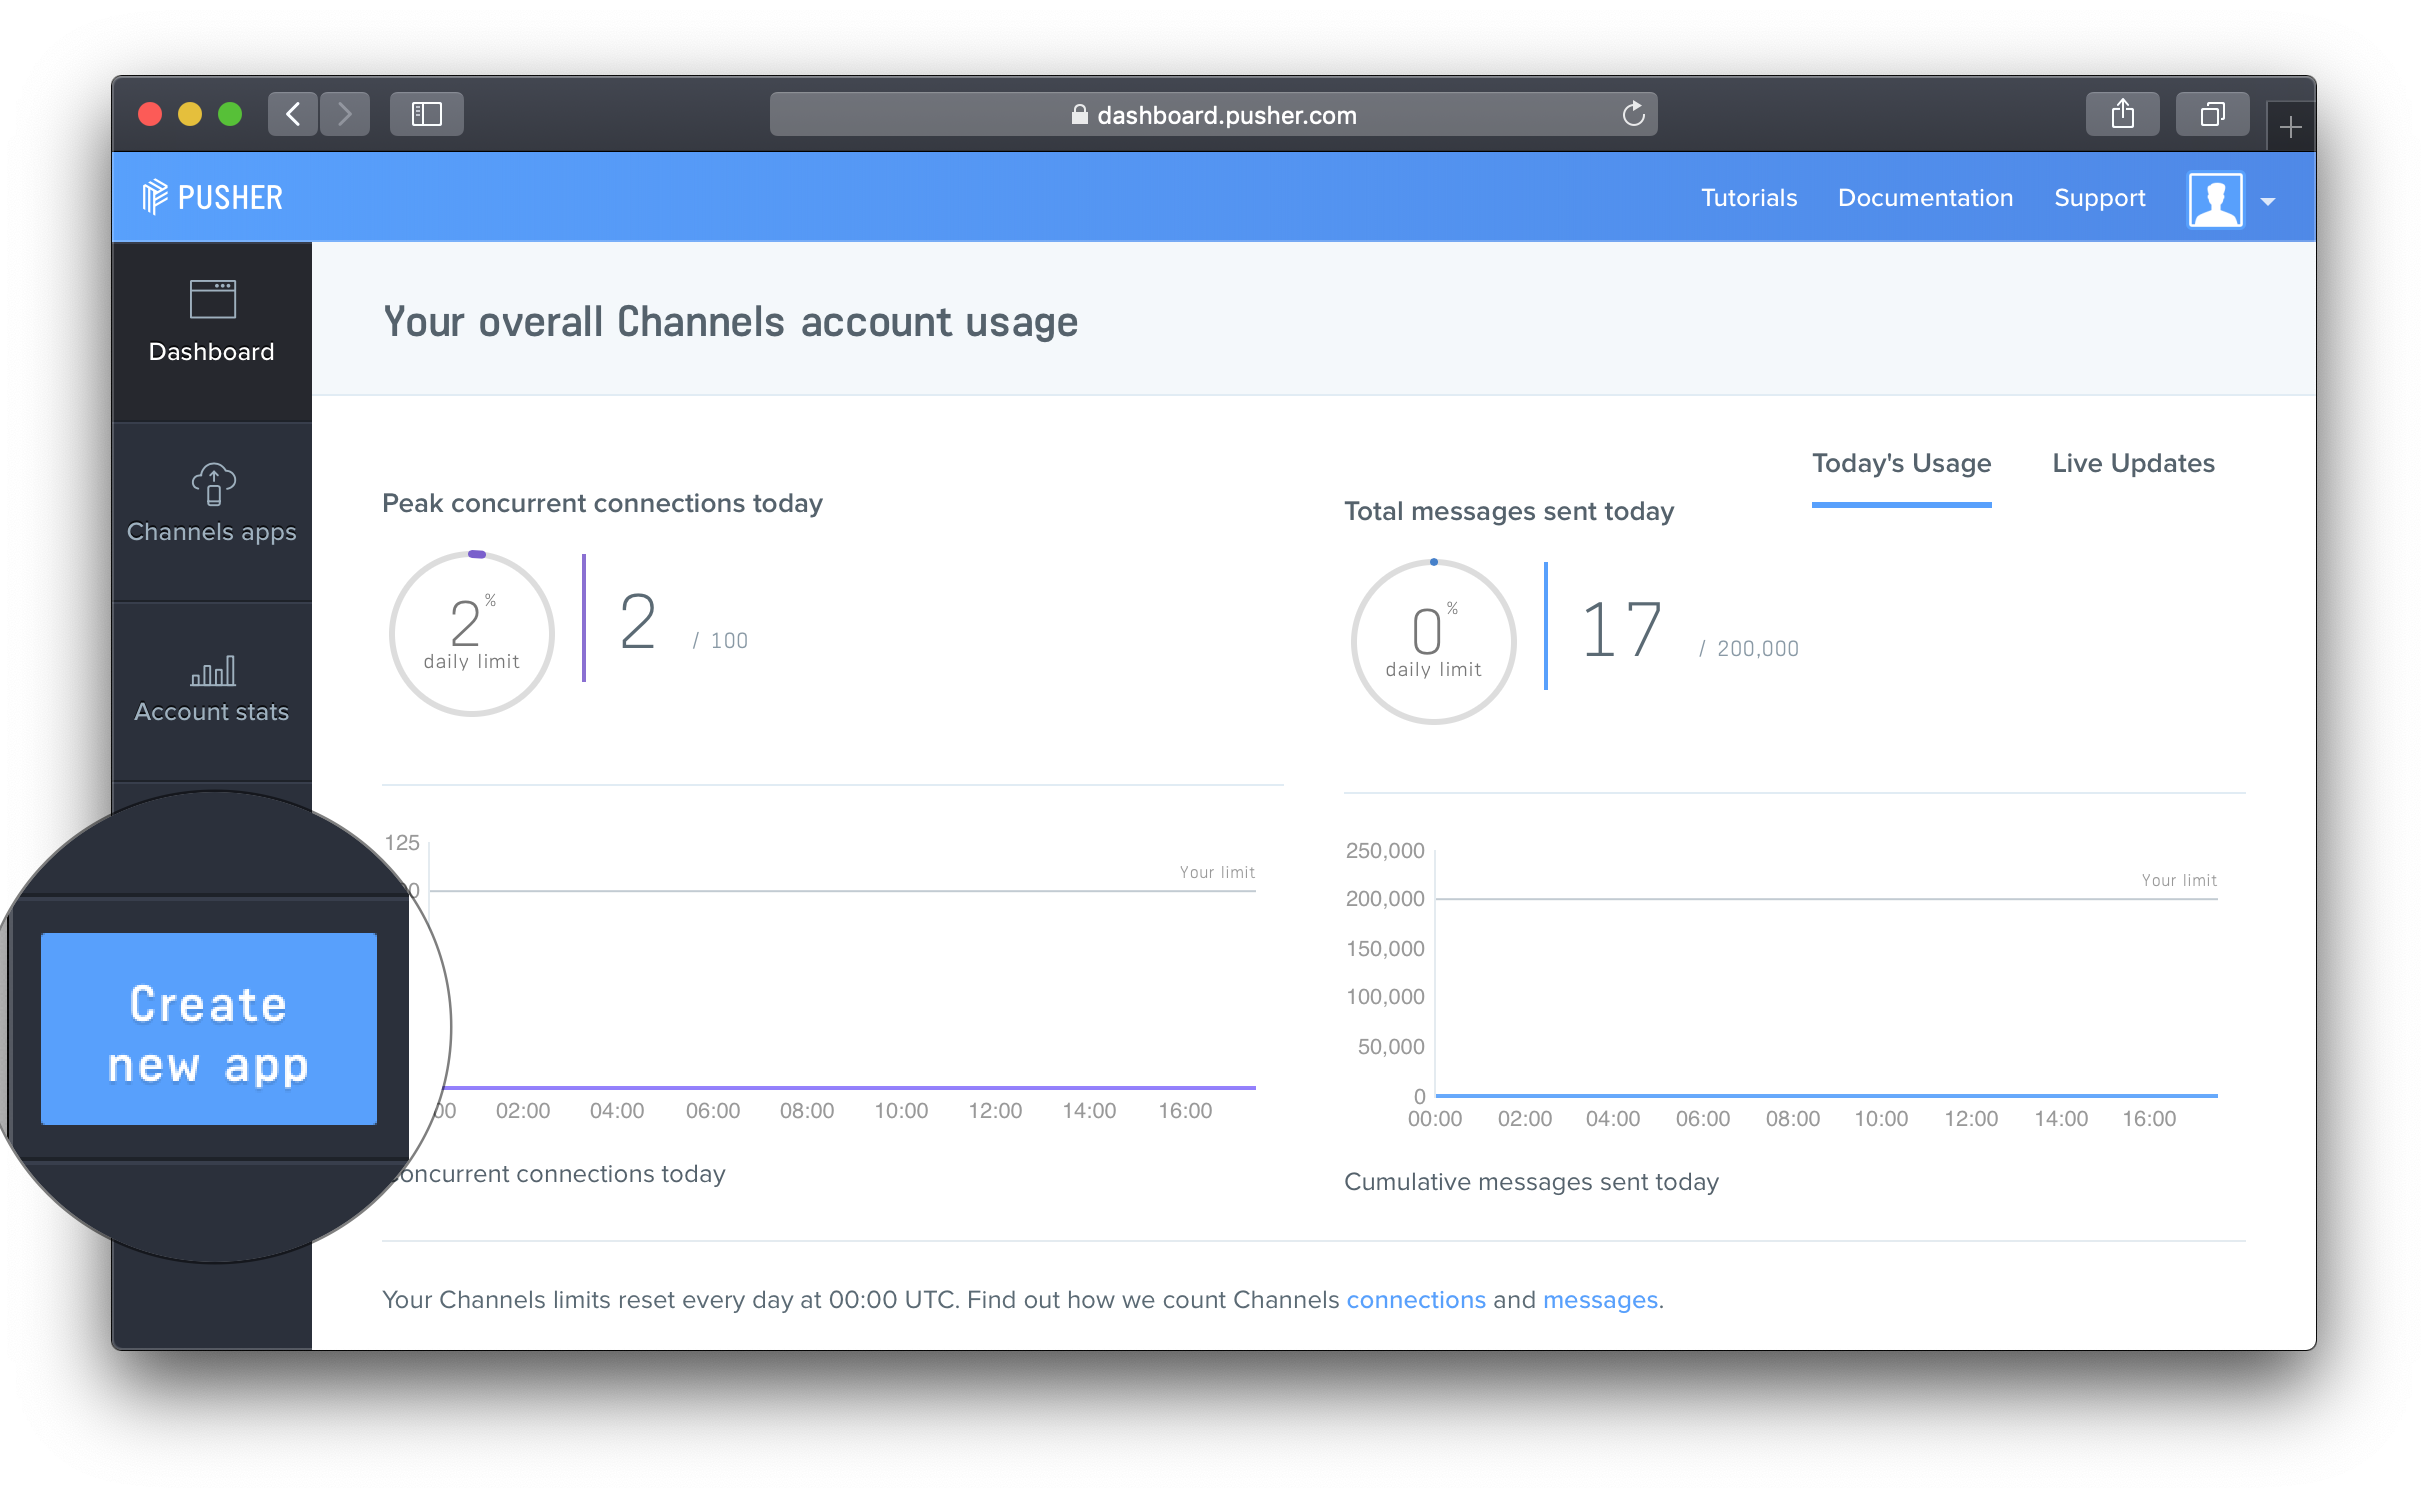 dashboard.pusher.com
PUSHER
Tutorials
Documentation
Support
Dashboard
Channels apps
Account stats
Create
new app
Your overall Channels account usage
Today's Usage
Live Updates
Peak concurrent connections today
2 %
daily limit
2 / 100
125
Your limit
02:00 04:00 06:00 08:00 10:00 12:00 14:00 16:00
concurrent connections today
Total messages sent today
0 %
daily limit
17 / 200,000
250,000
Your limit
200,000
150,000
100,000
50,000
0
00:00 02:00 04:00 06:00 08:00 10:00 12:00 14:00 16:00
Cumulative messages sent today
Your Channels limits reset every day at 00:00 UTC. Find out how we count Channels connections and messages.